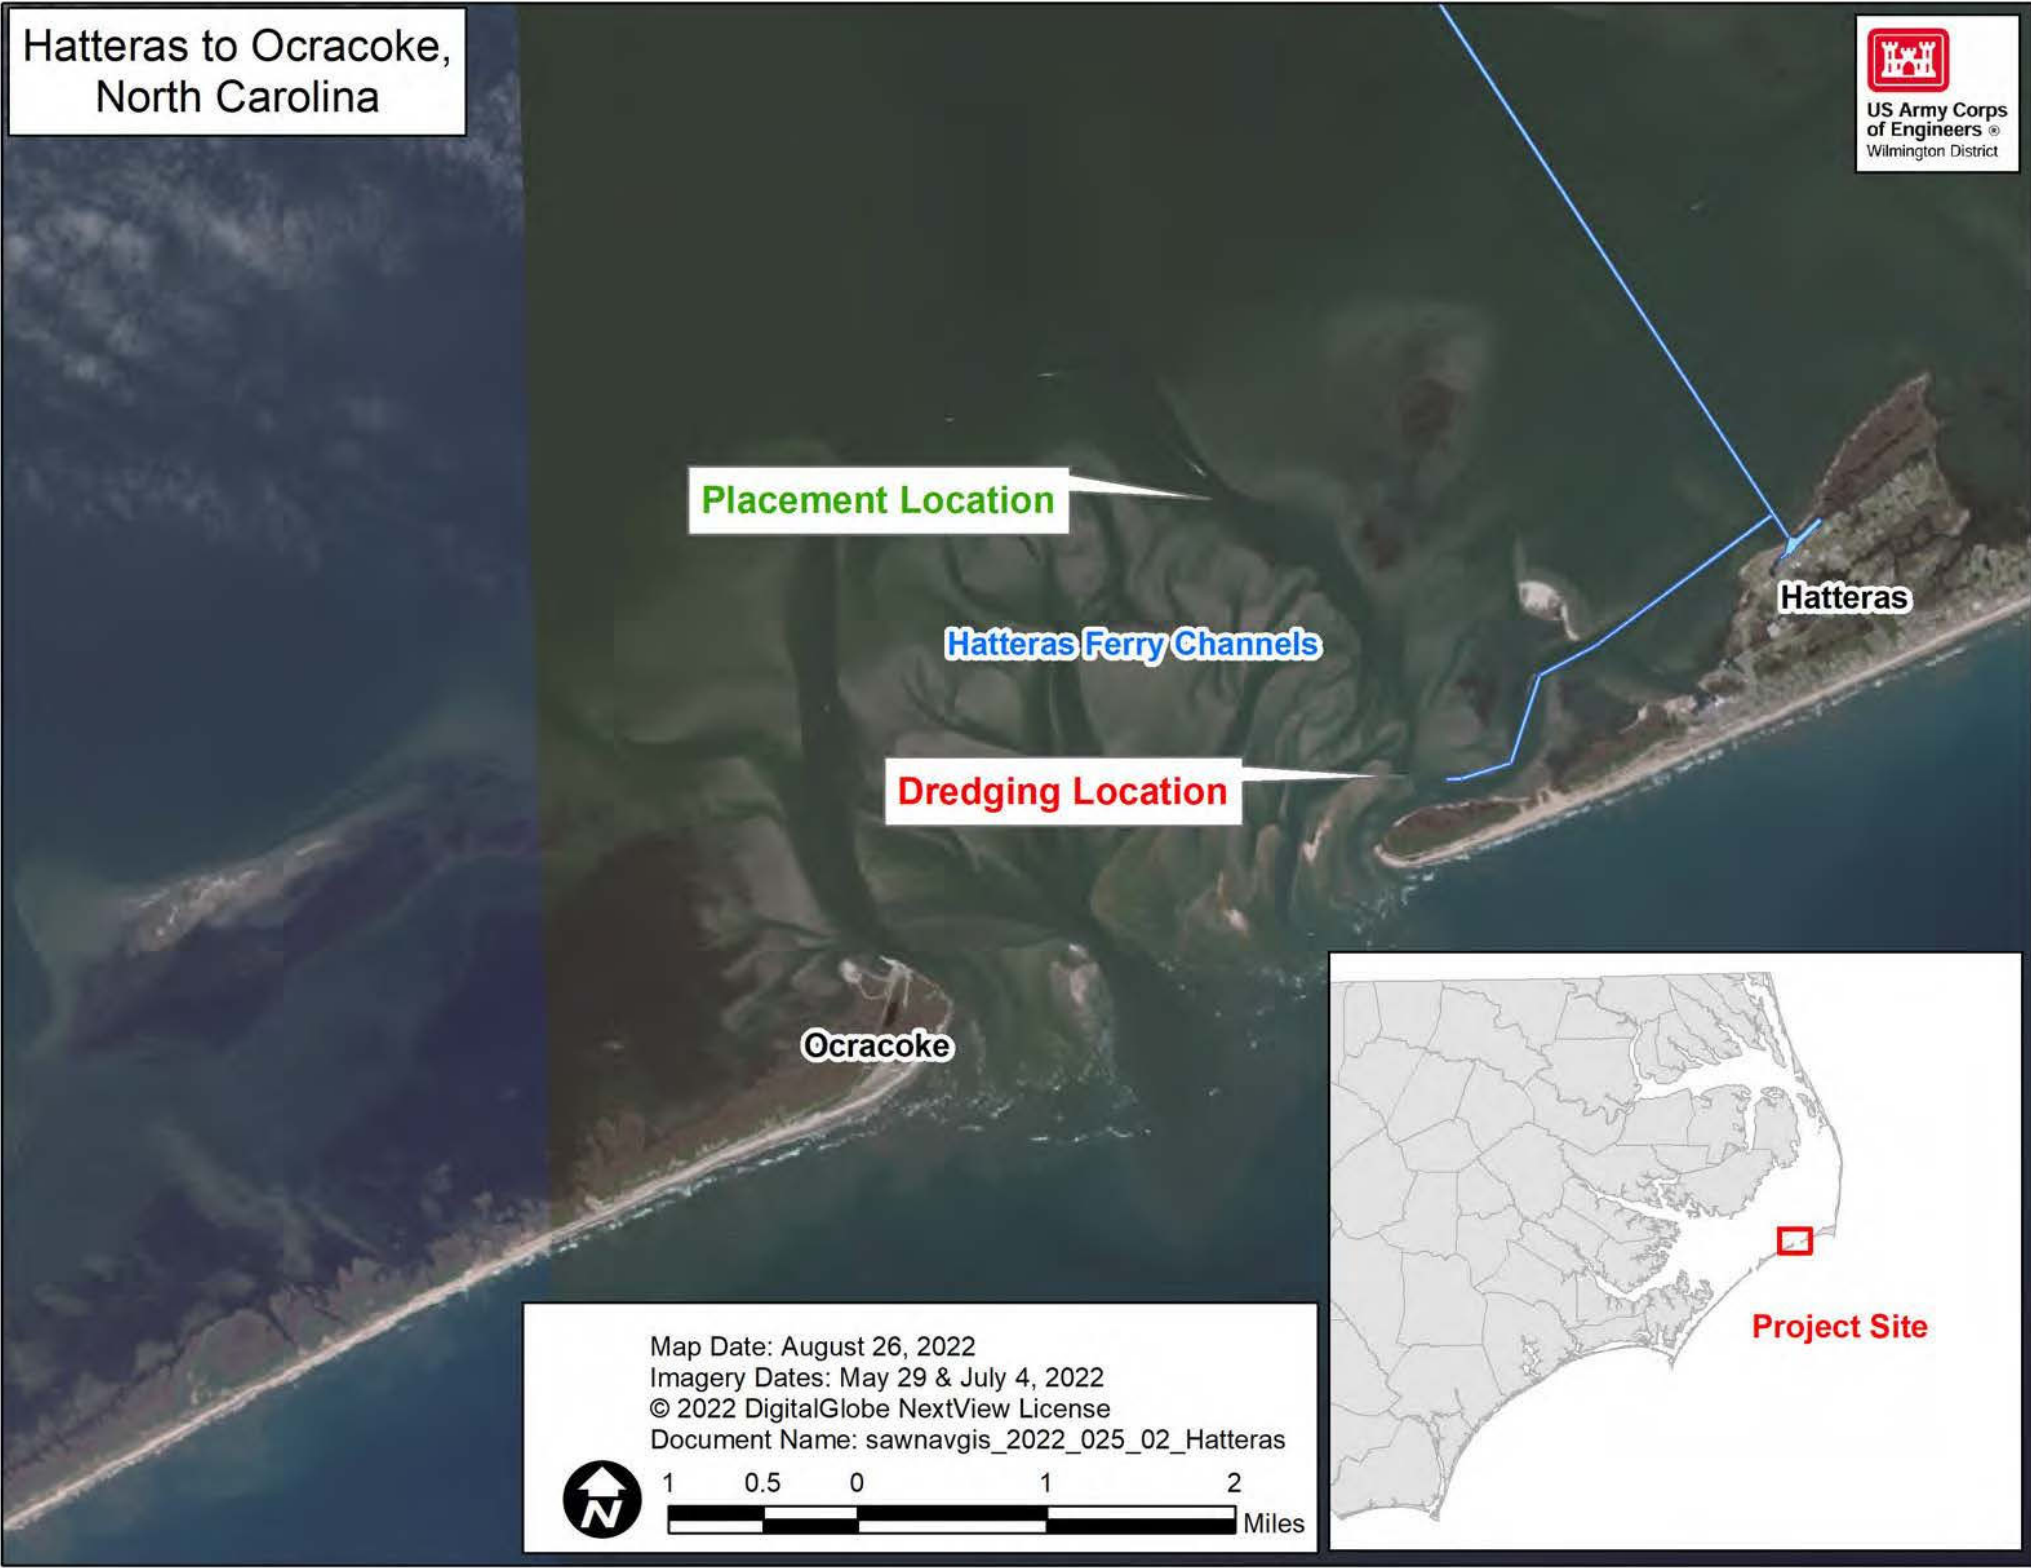 Hatteras to Ocracoke,
North Carolina
US Army Corps
of Engineers ®
Wilmington District
Placement Location
Hatteras
Hatteras Ferry Channels
Dredging Location
Ocracoke
Project Site
Map Date: August 26, 2022
Imagery Dates: May 29 & July 4, 2022
© 2022 DigitalGlobe NextView License
Document Name: sawnavgis_2022_025_02_Hatteras
N
1 0.5 0 1 2
Miles